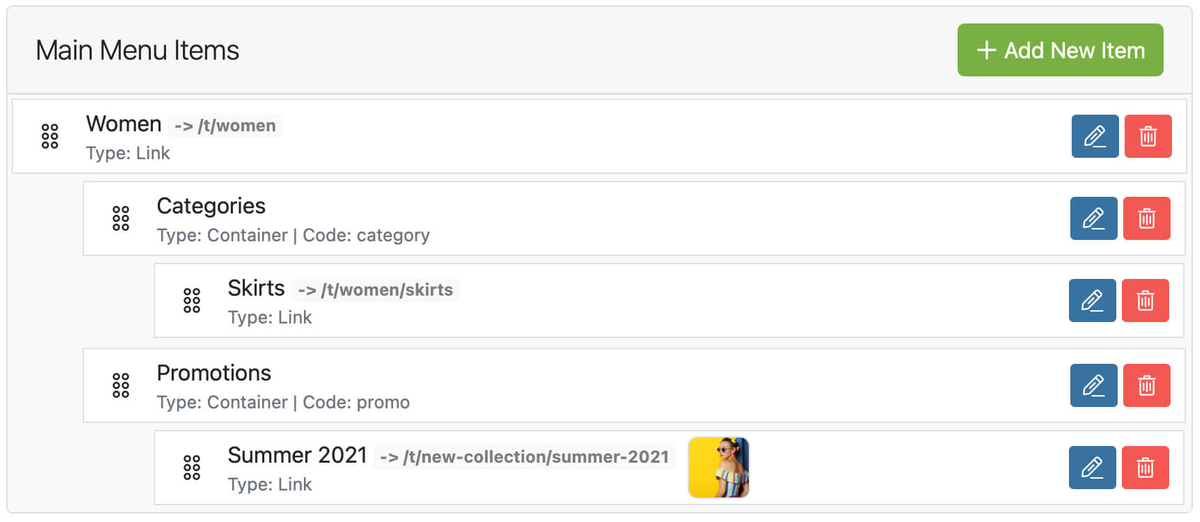 Main Menu Items
+ Add New Item
Women -> /t/women
Type: Link
Categories
Type: Container | Code: category
Skirts -> /t/women/skirts
Type: Link
Promotions
Type: Container | Code: promo
Summer 2021 -> /t/new-collection/summer-2021
Type: Link